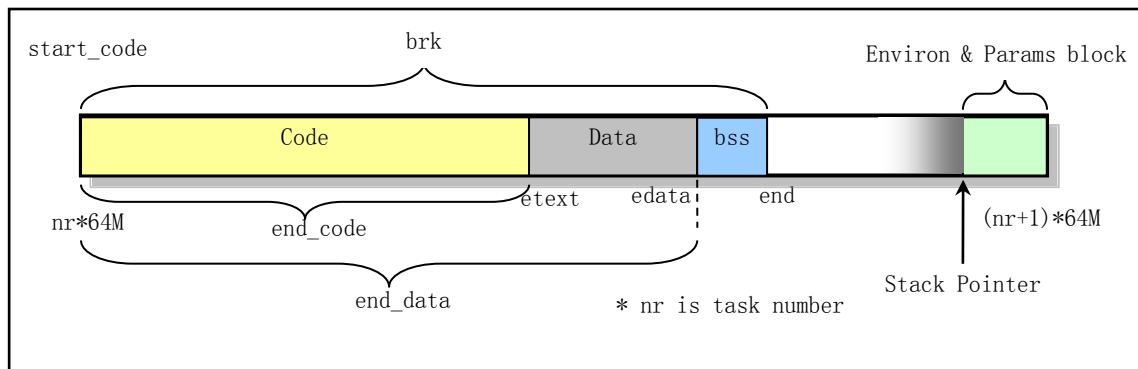 brk
start_code
Environ & Params block
Code
Data
bss
etext
edata
end
nr*64M
end_code
(nr+1)*64M
Stack Pointer
end_data
* nr is task number